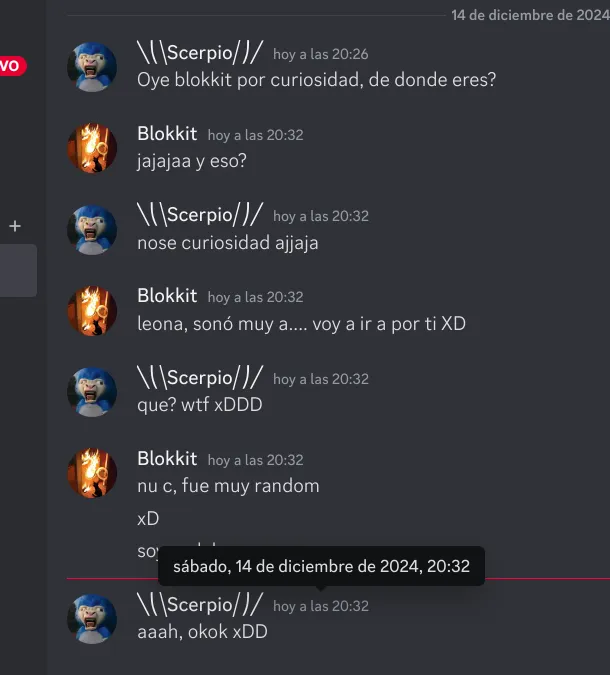 14 de diciembre de 2024
VO
\\(\Scerpio/)// hoy a las 20:26
Oye blokkit por curiosidad, de donde eres?
Blokkit hoy a las 20:32
jajajaa y eso?
\\(\Scerpio/)// hoy a las 20:32
nose curiosidad ajjaja
Blokkit hoy a las 20:32
leona, sonó muy a.... voy a ir a por ti XD
\\(\Scerpio/)// hoy a las 20:32
que? wtf xDDD
Blokkit hoy a las 20:32
nu c, fue muy random
xD
sábado, 14 de diciembre de 2024, 20:32
\\(\Scerpio/)// hoy a las 20:32
aaah, okok xDD